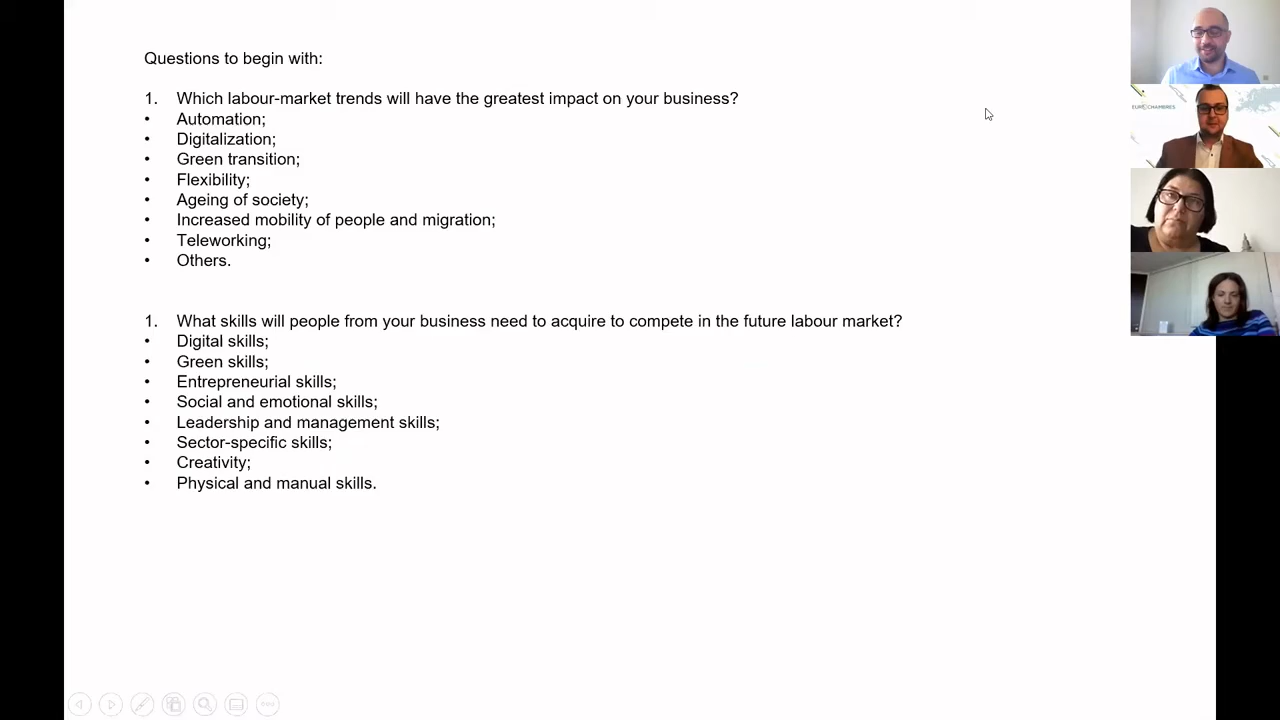 Questions to begin with:
1. Which labour-market trends will have the greatest impact on your business?
• Automation;
• Digitalization;
• Green transition;
• Flexibility;
• Ageing of society;
• Increased mobility of people and migration;
• Teleworking;
• Others.
1. What skills will people from your business need to acquire to compete in the future labour market?
• Digital skills;
• Green skills;
• Entrepreneurial skills;
• Social and emotional skills;
• Leadership and management skills;
• Sector-specific skills;
• Creativity;
• Physical and manual skills.
EUROCHAMBRES